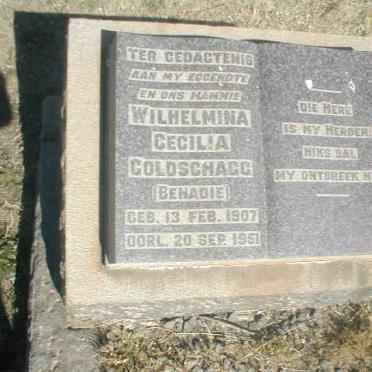 TER GEDAGTENIS
AAN MY EGGENOTE
EN ONS MAMMIE
WILHELMINA
CECILIA
GOLDSCHAGG
(BENADIE)
GEB. 13 FEB. 1907
OORL. 20 SEP. 1951
DIE HERE
IS MY HERDER:
NIKS SAL
MY ONTBREEK N